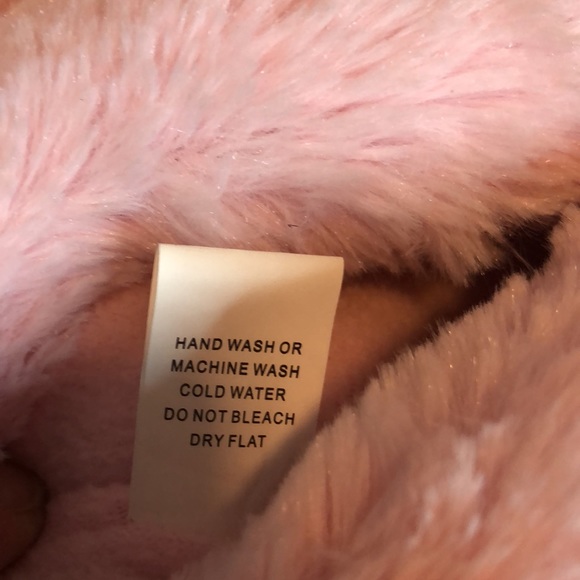 HAND WASH OR
MACHINE WASH
COLD WATER
DO NOT BLEACH
DRY FLAT